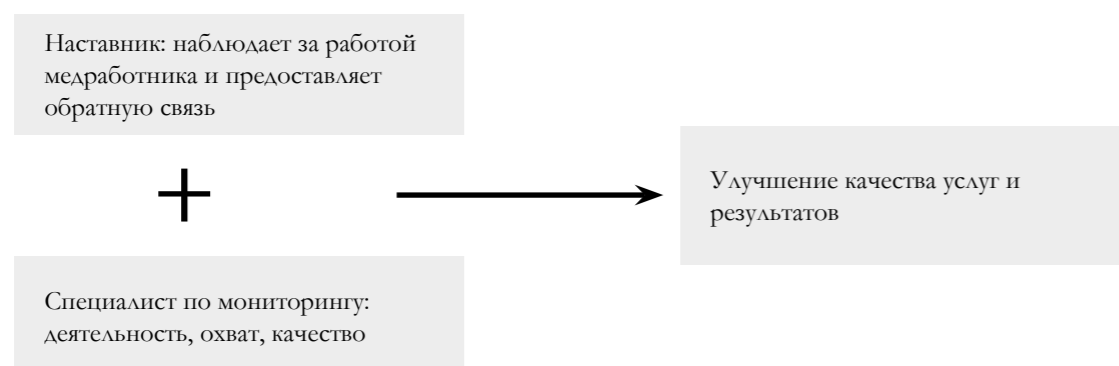 Наставник: наблюдает за работой
медработника и предоставляет
обратную связь
+
Специалист по мониторингу:
деятельность, охват, качество
Улучшение качества услуг и
результатов